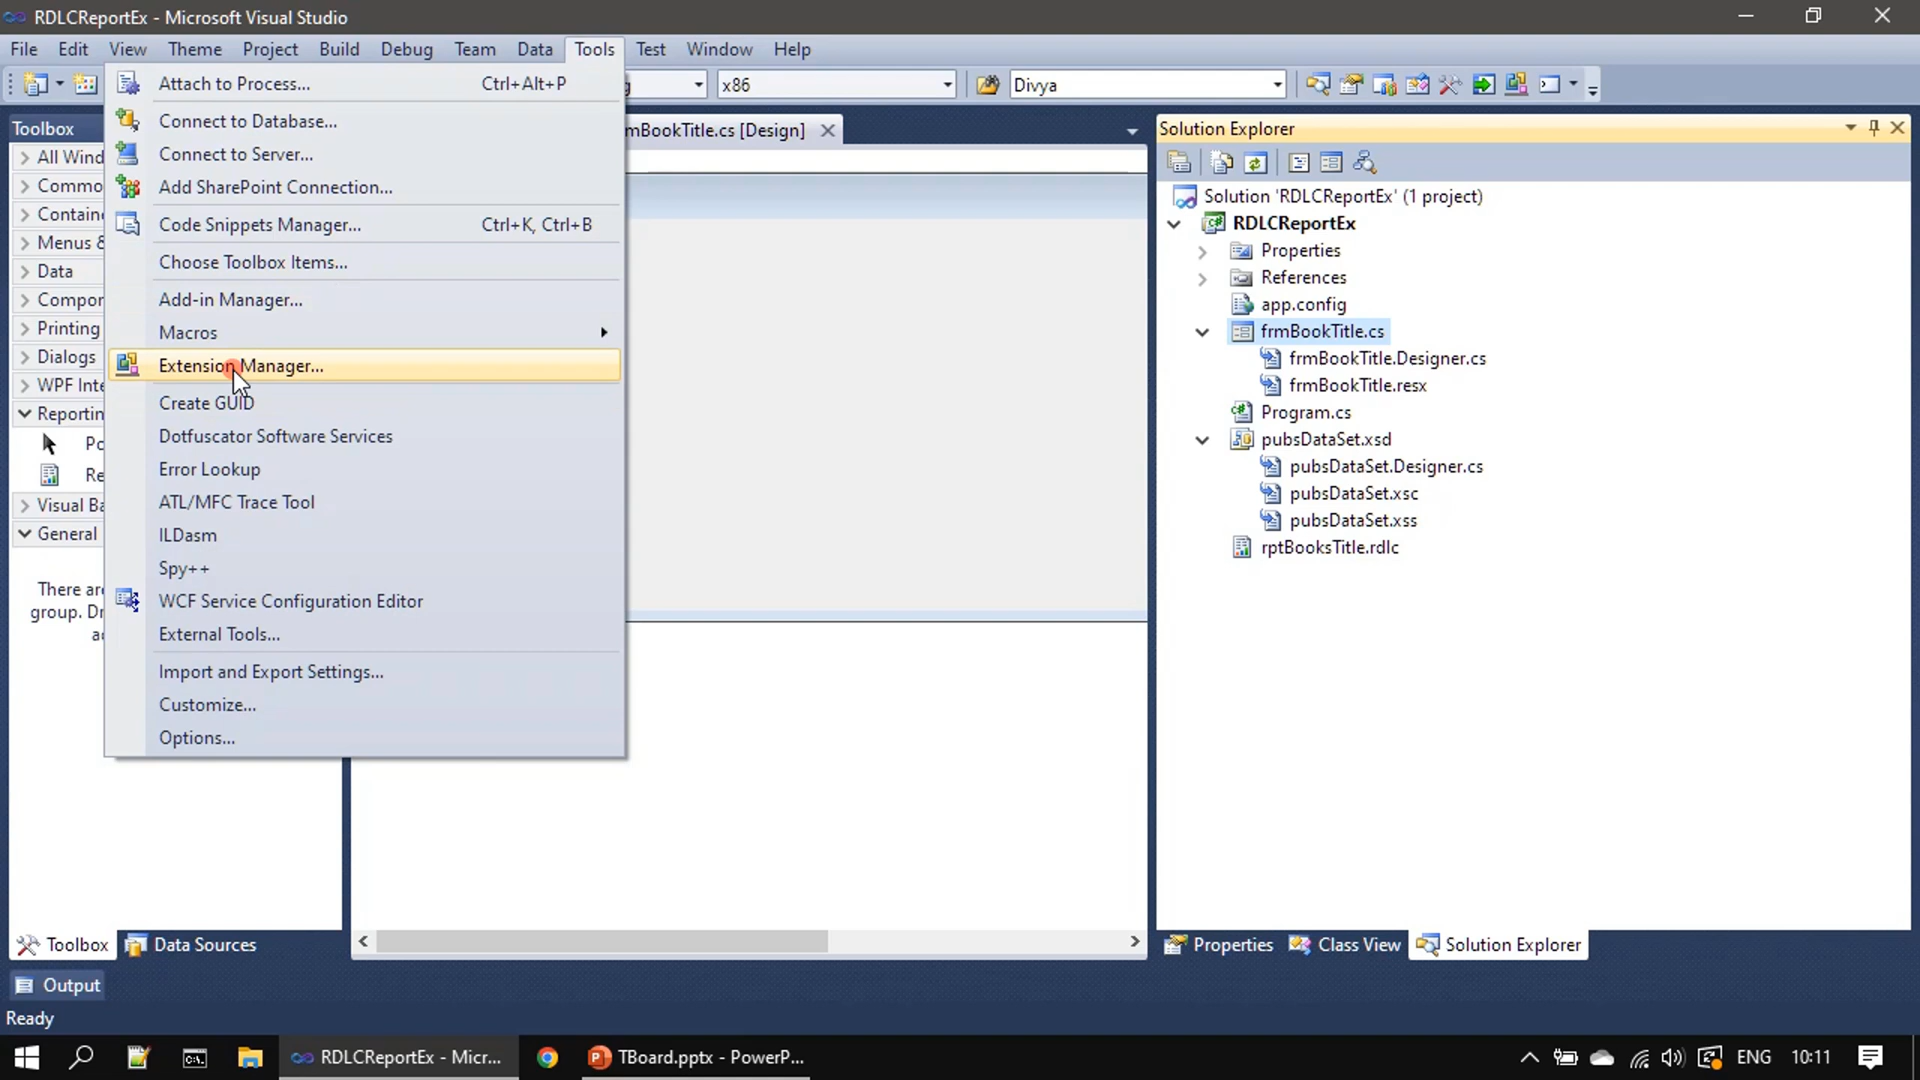 RDLCReportEx - Microsoft Visual Studio
File Edit View Theme Project Build Debug Team Data Tools Test Window Help
x86 Divya
Attach to Process... Ctrl+Alt+P
Connect to Database...
Connect to Server...
Add SharePoint Connection...
Code Snippets Manager... Ctrl+K, Ctrl+B
Choose Toolbox Items...
Add-in Manager...
Macros
Extension Manager...
Create GUID
Dotfuscator Software Services
Error Lookup
ATL/MFC Trace Tool
ILDasm
Spy++
WCF Service Configuration Editor
External Tools...
Import and Export Settings...
Customize...
Options...
Toolbox
All Wind
Commo
Containe
Menus &
Data
Compor
Printing
Dialogs
WPF Inte
Reportin
Po
Re
Visual Ba
General
There are
group. Dr
a
rmBookTitle.cs [Design]
Solution Explorer
Solution 'RDLCReportEx' (1 project)
RDLCReportEx
Properties
References
app.config
frmBookTitle.cs
frmBookTitle.Designer.cs
frmBookTitle.resx
Program.cs
pubsDataSet.xsd
pubsDataSet.Designer.cs
pubsDataSet.xsc
pubsDataSet.xss
rptBooksTitle.rdlc
Toolbox Data Sources
Properties Class View Solution Explorer
Output
Ready
RDLCReportEx - Micr... TBoard.pptx - PowerP... ENG 10:11